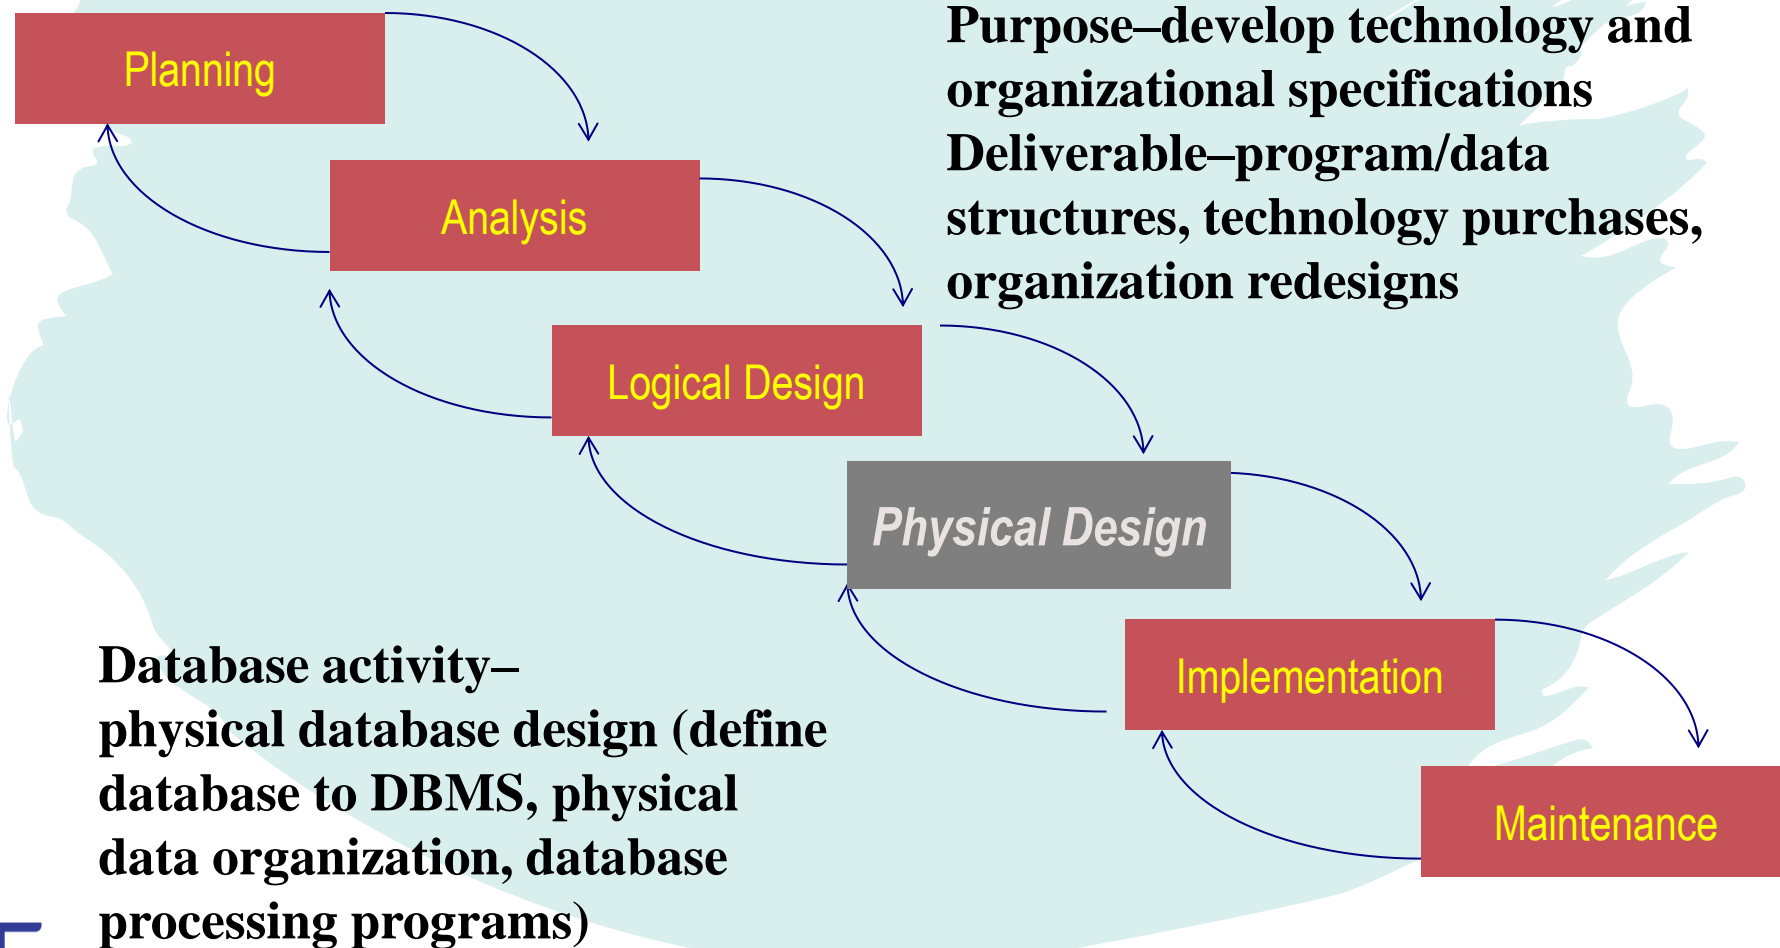 Planning
Purpose–develop technology and
organizational specifications
Deliverable–program/data
structures, technology purchases,
organization redesigns
Analysis
Logical Design
Physical Design
Implementation
Maintenance
Database activity–
physical database design (define
database to DBMS, physical
data organization, database
processing programs)